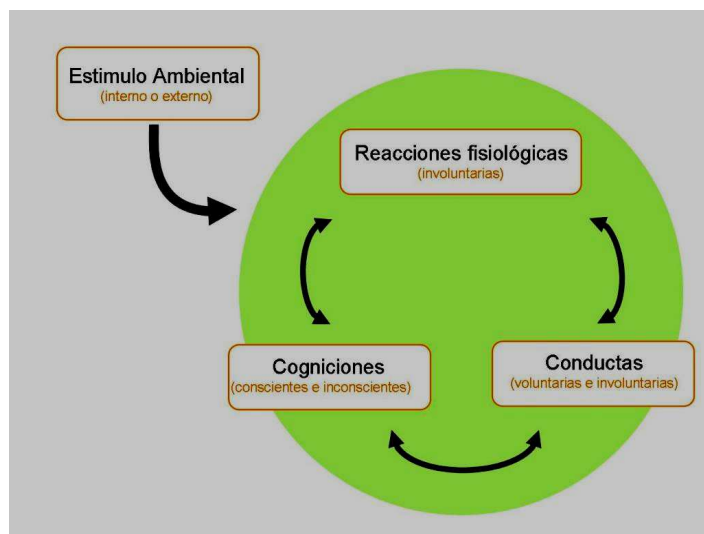 Estimulo Ambiental
(interno o externo)
Reacciones fisiológicas
(involuntarias)
Cogniciones
(conscientes e inconscientes)
Conductas
(voluntarias e involuntarias)